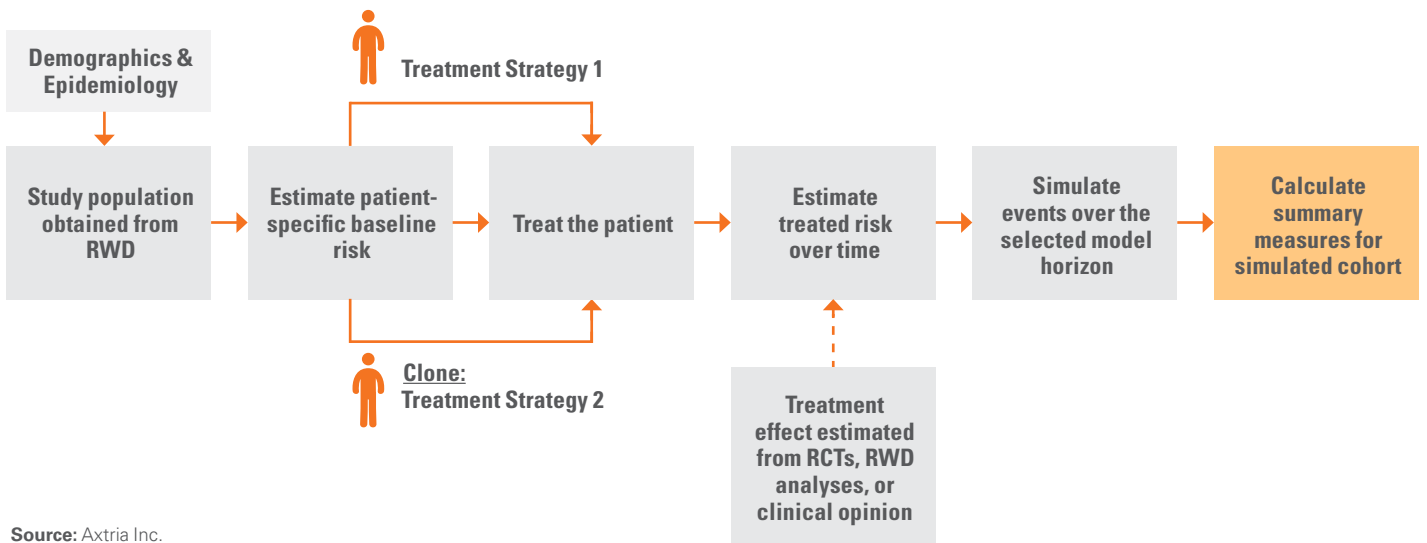 Demographics &
Epidemiology
Treatment Strategy 1
Study population
obtained from
RWD
Estimate patient-
specific baseline
risk
Treat the patient
Estimate
treated risk
over time
Simulate
events over the
selected model
horizon
Calculate
summary
measures for
simulated cohort
Clone:
Treatment Strategy 2
Treatment
effect estimated
from RCTs, RWD
analyses, or
clinical opinion
Source: Axtria Inc.